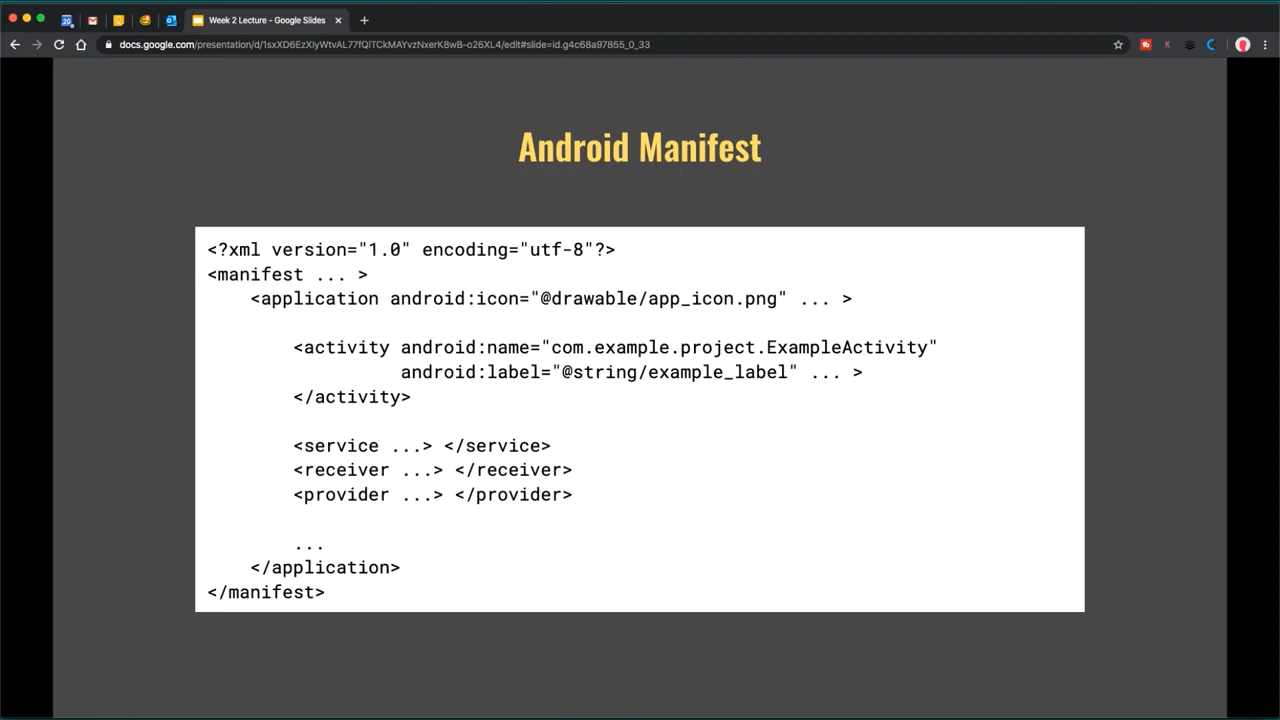 20
Week 2 Lecture - Google Slides
docs.google.com/presentation/d/1sxXD6EzXIyWtvAL77fQlTCkMAYvzNxerK8wB-o26XL4/edit#slide=id.g4c68a97855_0_33
K
Android Manifest
<?xml version="1.0" encoding="utf-8"?>
<manifest ... >
<application android:icon="@drawable/app_icon.png" ... >
<activity android:name="com.example.project.ExampleActivity"
android:label="@string/example_label" ... >
</activity>
<service ...> </service>
<receiver ...> </receiver>
<provider ...> </provider>
...
</application>
</manifest>